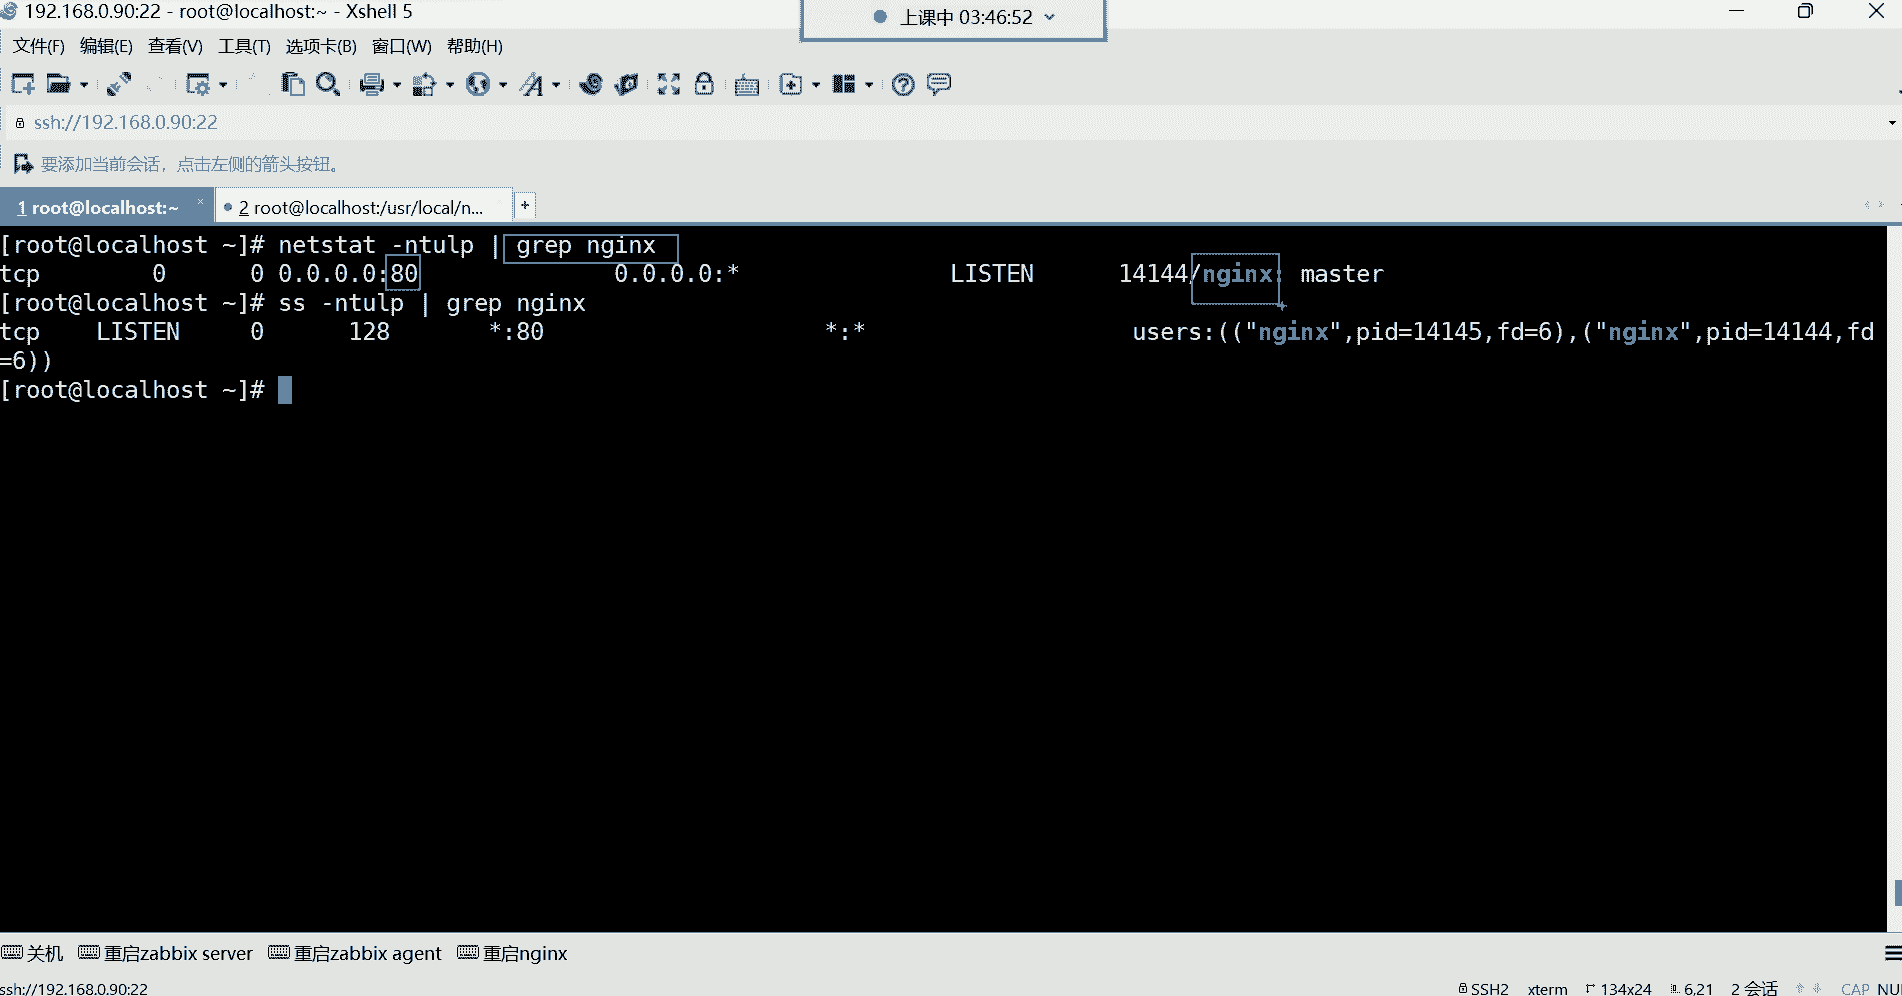 192.168.0.90:22 - root@localhost:~ - Xshell 5
上课中 03:46:52
文件(F) 编辑(E) 查看(V) 工具(T) 选项卡(B) 窗口(W) 帮助(H)
ssh://192.168.0.90:22
要添加当前会话，点击左侧的箭头按钮。
1 root@localhost:~ × 2 root@localhost:/usr/local/n... +
[root@localhost ~]# netstat -ntulp | grep nginx
tcp 0 0 0.0.0.0:80 0.0.0.0:* LISTEN 14144/nginx: master
[root@localhost ~]# ss -ntulp | grep nginx
tcp LISTEN 0 128 *:80 *:* users:(("nginx",pid=14145,fd=6),("nginx",pid=14144,fd
=6))
[root@localhost ~]#
关机 重启zabbix server 重启zabbix agent 重启nginx
ssh://192.168.0.90:22 SSH2 xterm 134x24 6,21 2 会话 CAP NU